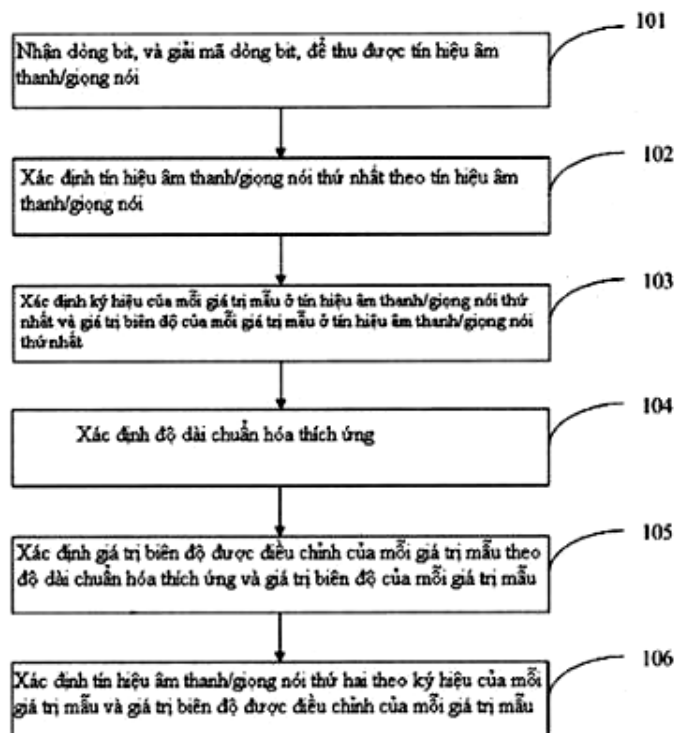 101
Nhận dòng bit, và giải mã dòng bit, để thu được tín hiệu âm
thanh/giọng nói
102
Xác định tín hiệu âm thanh/giọng nói thứ nhất theo tín hiệu âm
thanh/giọng nói
103
Xác định ký hiệu của mỗi giá trị mẫu ở tín hiệu âm thanh/giọng nói thứ
nhất và giá trị biên độ của mỗi giá trị mẫu ở tín hiệu âm thanh/giọng nói
thứ nhất
104
Xác định độ dài chuẩn hóa thích ứng
105
Xác định giá trị biên độ được điều chỉnh của mỗi giá trị mẫu theo
độ dài chuẩn hóa thích ứng và giá trị biên độ của mỗi giá trị mẫu
106
Xác định tín hiệu âm thanh/giọng nói thứ hai theo ký hiệu của mỗi
giá trị mẫu và giá trị biên độ được điều chỉnh của mỗi giá trị mẫu